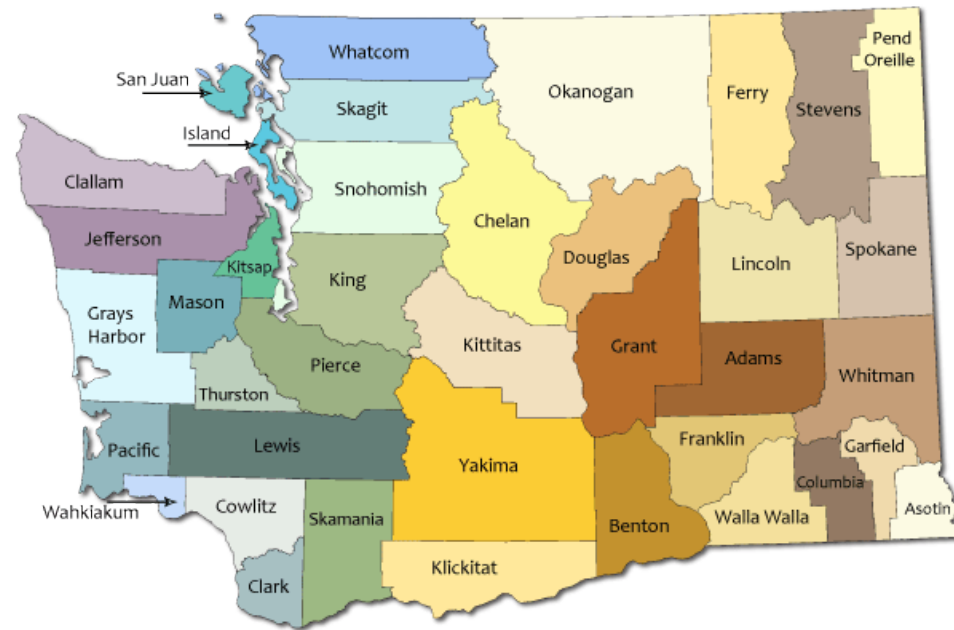 Whatcom
Pend
Oreille
San Juan
Okanogan
Ferry
Stevens
Skagit
Island
Clallam
Snohomish
Chelan
Jefferson
Douglas
Lincoln
Spokane
Kitsap
King
Mason
Grays
Harbor
Kittitas
Grant
Adams
Pierce
Whitman
Thurston
Franklin
Garfield
Pacific
Lewis
Yakima
Columbia
Wahkiakum
Cowlitz
Skamania
Benton
Walla Walla
Asotin
Klickitat
Clark